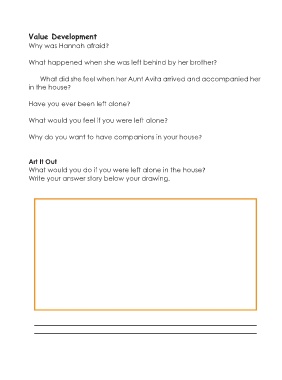 Value Development
Why was Hannah afraid?
What happened when she was left behind by her brother?
What did she feel when her Aunt Avita arrived and accompanied her
in the house?
Have you ever been left alone?
What would you feel if you were left alone?
Why do you want to have companions in your house?
Art It Out
What would you do if you were left alone in the house?
Write your answer story below your drawing.